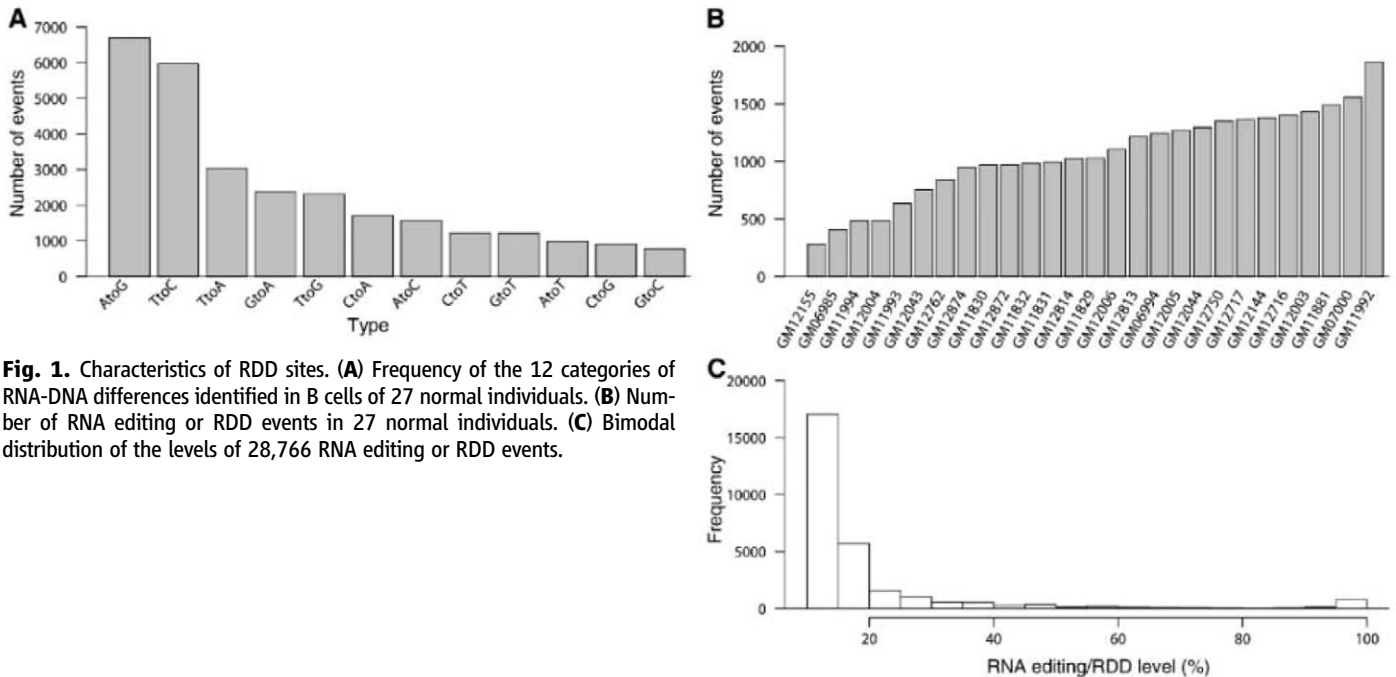 A
7000
6000
5000
4000
3000
2000
1000
0
Number of events
AtoG
TtoC
TtoA
GtoA
TtoG
CtoA
AtoC
CtoT
GtoT
AtoT
CtoG
GtoC
Type
Fig. 1. Characteristics of RDD sites. (A) Frequency of the 12 categories of
RNA-DNA differences identified in B cells of 27 normal individuals. (B) Num-
ber of RNA editing or RDD events in 27 normal individuals. (C) Bimodal
distribution of the levels of 28,766 RNA editing or RDD events.
B
2000
1500
1000
500
0
Number of events
GM12155
GM06985
GM11994
GM12004
GM11993
GM12043
GM12762
GM12874
GM11830
GM12872
GM11832
GM11831
GM12814
GM11829
GM12006
GM12813
GM06994
GM12005
GM12044
GM12750
GM12717
GM12144
GM12716
GM12003
GM11881
GM07000
GM11992
C
20000
15000
10000
5000
0
Frequency
20
40
60
80
100
RNA editing/RDD level (%)